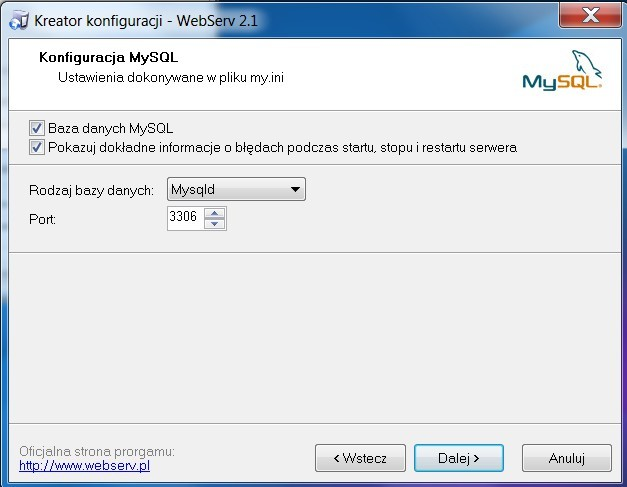 Kreator konfiguracji - WebServ 2.1
Konfiguracja MySQL
Ustawienia dokonywane w pliku my.ini
MySQL
Baza danych MySQL
Pokazuj dokładne informacje o błędach podczas startu, stopu i restartu serwera
Rodzaj bazy danych: Mysqld
Port: 3306
Oficjalna strona prorgamu:
http://www.webserv.pl
< Wstecz Dalej > Anuluj